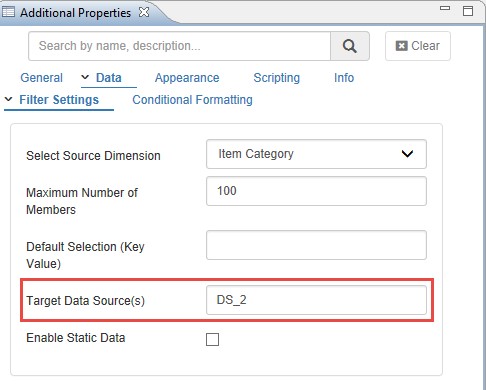 Additional Properties
Search by name, description...
Clear
General Data Appearance Scripting Info
Filter Settings Conditional Formatting
Select Source Dimension Item Category
Maximum Number of 100
Members
Default Selection (Key
Value)
Target Data Source(s) DS_2
Enable Static Data